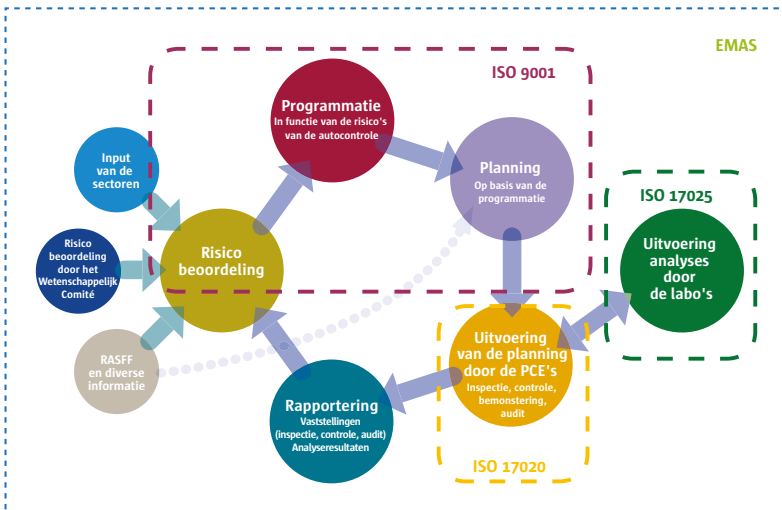 EMAS
ISO 9001
Programmatie
In functie van de risico's
van de autocontrole
Input
van de
sectoren
Planning
Op basis van de
programmatie
ISO 17025
Risico
beoordeling
door het
Wetenschappelijk
Comité
Risico
beoordeling
Uitvoering
analyses
door
de labo's
RASFF
en diverse
informatie
Uitvoering
van de planning
door de PCE's
Inspectie, controle,
bemonstering,
audit
Rapportering
Vaststellingen
(inspectie, controle, audit)
Analyseresultaten
ISO 17020